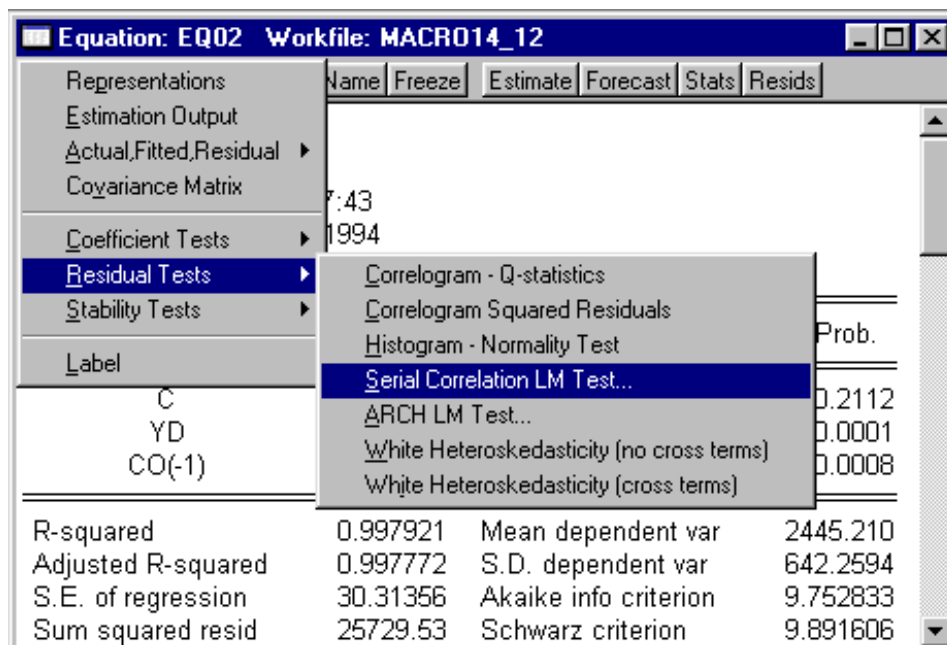 Equation: EQ02 Workfile: MACRO14_12
Name Freeze Estimate Forecast Stats Resids
Representations
Estimation Output
Actual,Fitted,Residual
Covariance Matrix
Coefficient Tests
Residual Tests
Stability Tests
Label
7:43
1994
Correlogram - Q-statistics
Correlogram Squared Residuals
Histogram - Normality Test
Serial Correlation LM Test...
ARCH LM Test...
White Heteroskedasticity (no cross terms)
White Heteroskedasticity (cross terms)
Prob.
C 0.2112
YD 0.0001
CO(-1) 0.0008
R-squared 0.997921 Mean dependent var 2445.210
Adjusted R-squared 0.997772 S.D. dependent var 642.2594
S.E. of regression 30.31356 Akaike info criterion 9.752833
Sum squared resid 25729.53 Schwarz criterion 9.891606